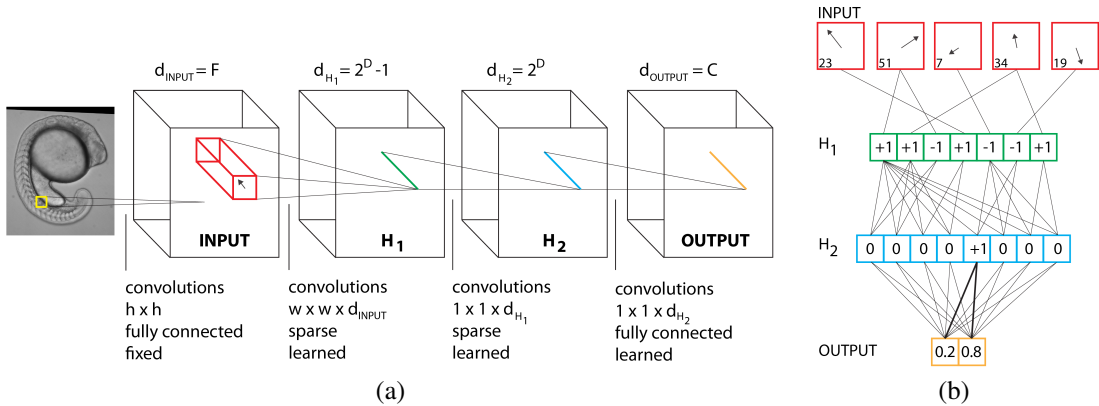 d_INPUT = F
d_H₁ = 2^D -1
d_H₂ = 2^D
d_OUTPUT = C
INPUT
H₁
H₂
OUTPUT
convolutions
h x h
fully connected
fixed
convolutions
w x w x d_INPUT
sparse
learned
convolutions
1 x 1 x d_H₁
sparse
learned
convolutions
1 x 1 x d_H₂
fully connected
learned
(a)
INPUT
23 51 7 34 19
H₁ +1 +1 -1 +1 -1 -1 +1
H₂ 0 0 0 0 +1 0 0 0
OUTPUT 0.2 0.8
(b)